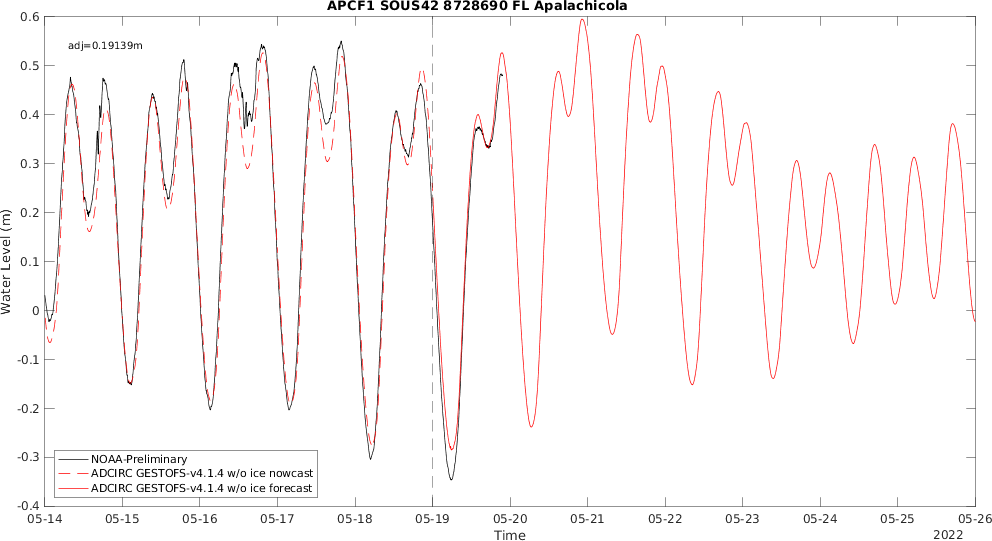 APCF1 SOUS42 8728690 FL Apalachicola
0.6
adj=0.19139m
0.5
0.4
0.3
0.2
0.1
0
-0.1
-0.2
-0.3
-0.4
Water Level (m)
NOAA-Preliminary
ADCIRC GESTOFS-v4.1.4 w/o ice nowcast
ADCIRC GESTOFS-v4.1.4 w/o ice forecast
05-14 05-15 05-16 05-17 05-18 05-19 05-20 05-21 05-22 05-23 05-24 05-25 05-26
Time
2022